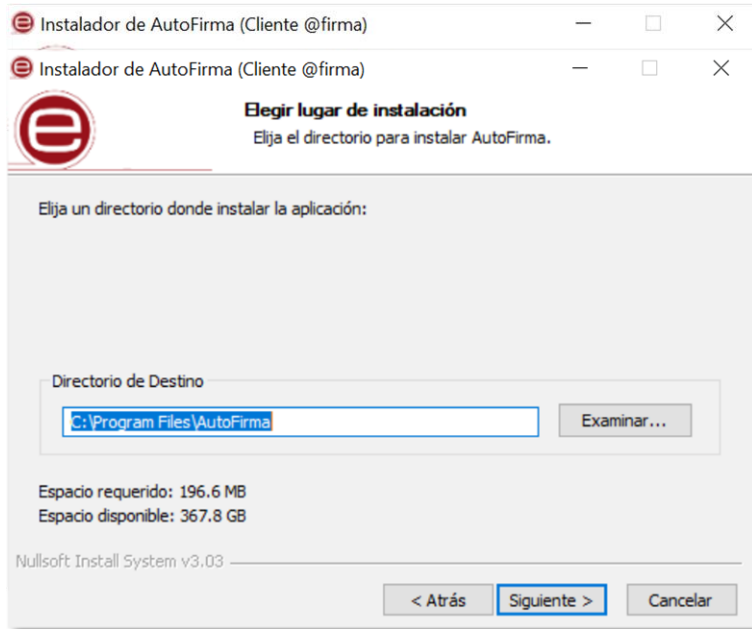 Instalador de AutoFirma (Cliente @firma)
Instalador de AutoFirma (Cliente @firma)
Elegir lugar de instalación
Elija el directorio para instalar AutoFirma.
Elija un directorio donde instalar la aplicación:
Directorio de Destino
C:\Program Files\AutoFirma
Examinar...
Espacio requerido: 196.6 MB
Espacio disponible: 367.8 GB
Nullsoft Install System v3.03
< Atrás
Siguiente >
Cancelar